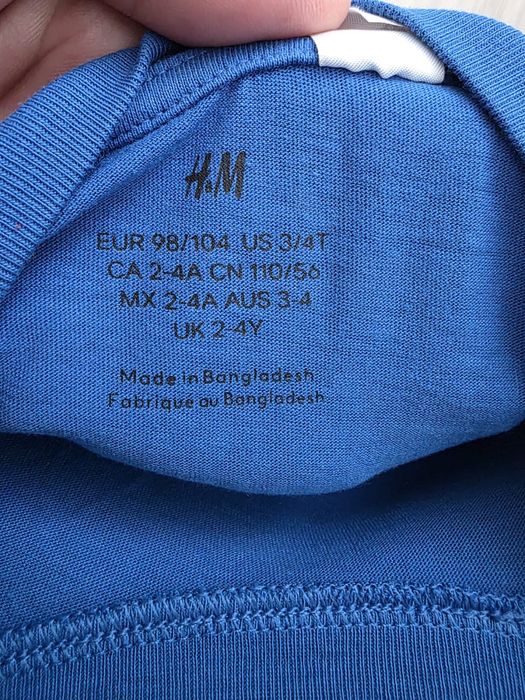 H&M
EUR 98/104 US 3/4T
CA 2-4A CN 110/56
MX 2-4A AUS 3-4
UK 2-4Y
Made in Bangladesh
Fabriqué au Bangladesh